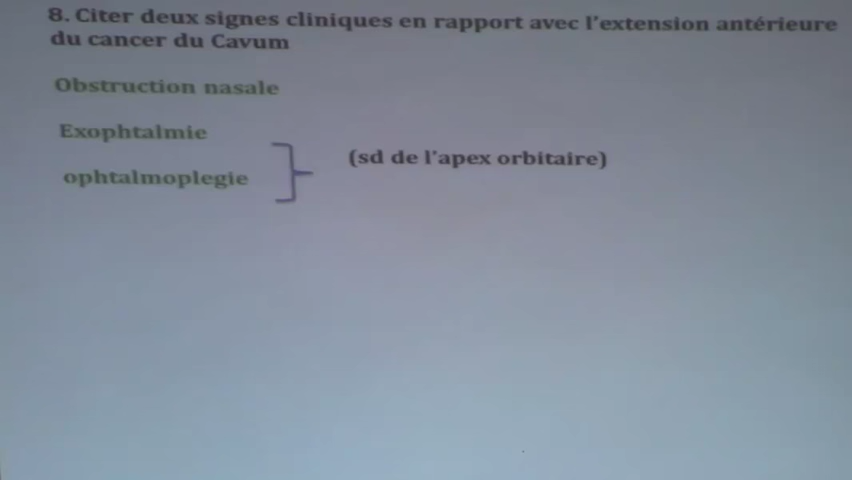 8. Citer deux signes cliniques en rapport avec l'extension antérieure
du cancer du Cavum
Obstruction nasale
Exophtalmie
(sd de l'apex orbitaire)
ophtalmoplegie